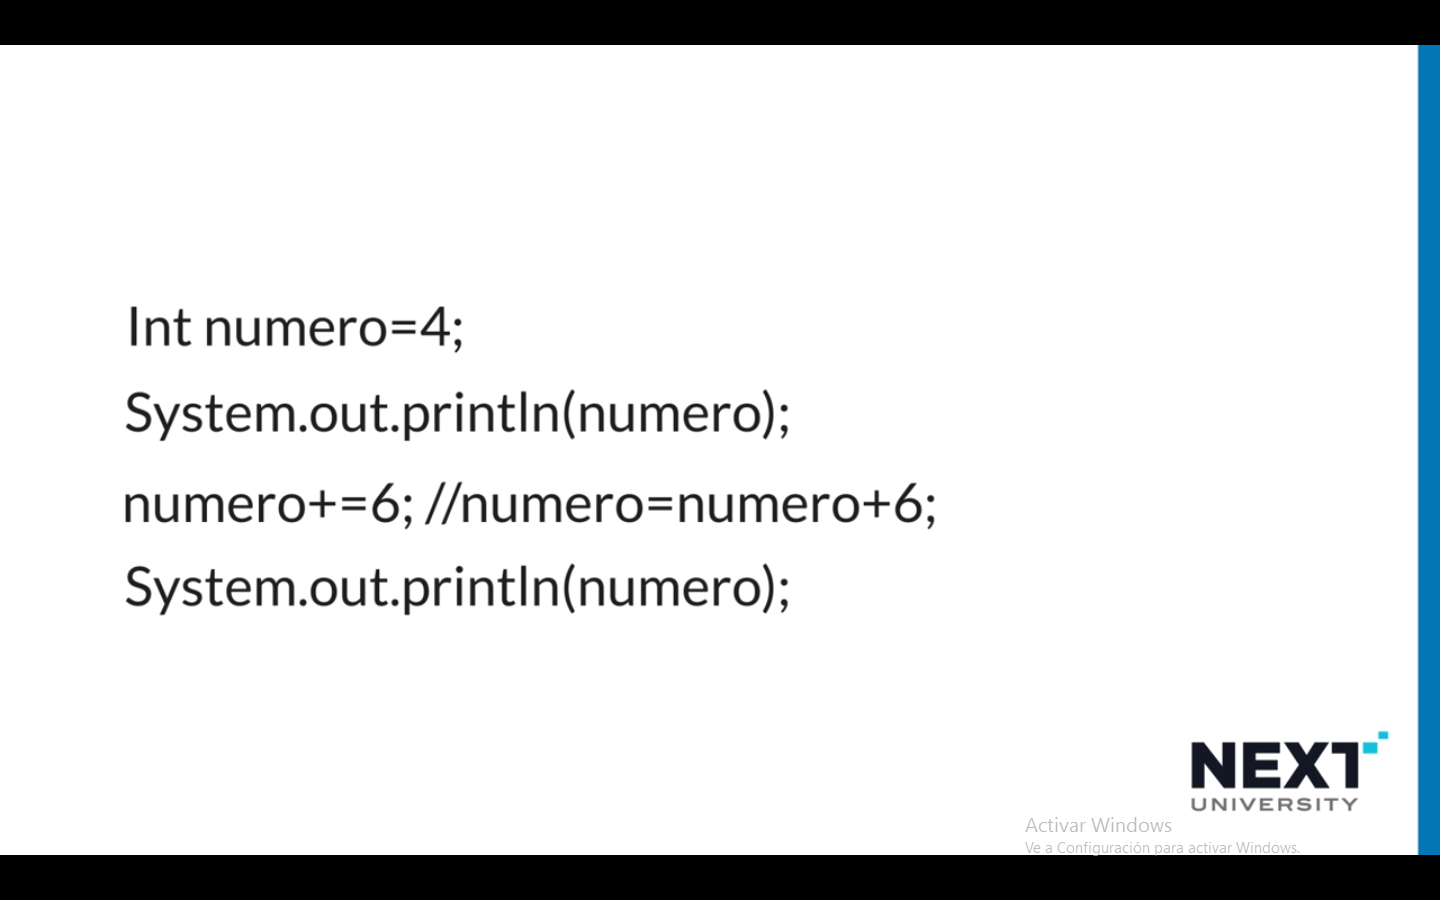 Int numero=4;
System.out.println(numero);
numero+=6; //numero=numero+6;
System.out.println(numero);
NEXT
UNIVERSITY
Activar Windows
Ve a Configuración para activar Windows.